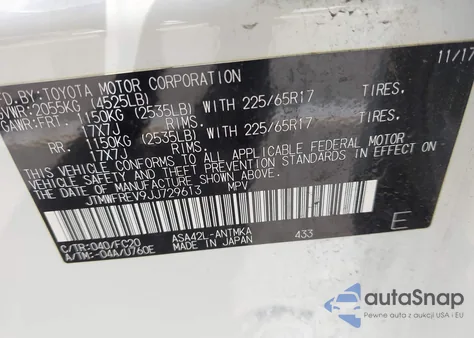 MFD.BY:TOYOTA MOTOR CORPORATION 11/17
GVWR:2055KG (4525LB)
GAWR:FRT. 1150KG (2535LB) WITH 225/65R17 TIRES,
17X7J RIMS,
RR. 1150KG (2535LB) WITH 225/65R17 TIRES,
17X7J RIMS,
THIS VEHICLE CONFORMS TO ALL APPLICABLE FEDERAL MOTOR
VEHICLE SAFETY AND THEFT PREVENTION STANDARDS IN EFFECT ON
THE DATE OF MANUFACTURE SHOWN ABOVE.
JTMWFREV9JJ729613 MPV
C/TR:040/FC20 ASA42L-ANTMKA 433 E
A/TM:-04A/U760E MADE IN JAPAN
autoSnap
Pewne auta z aukcji USA i EU